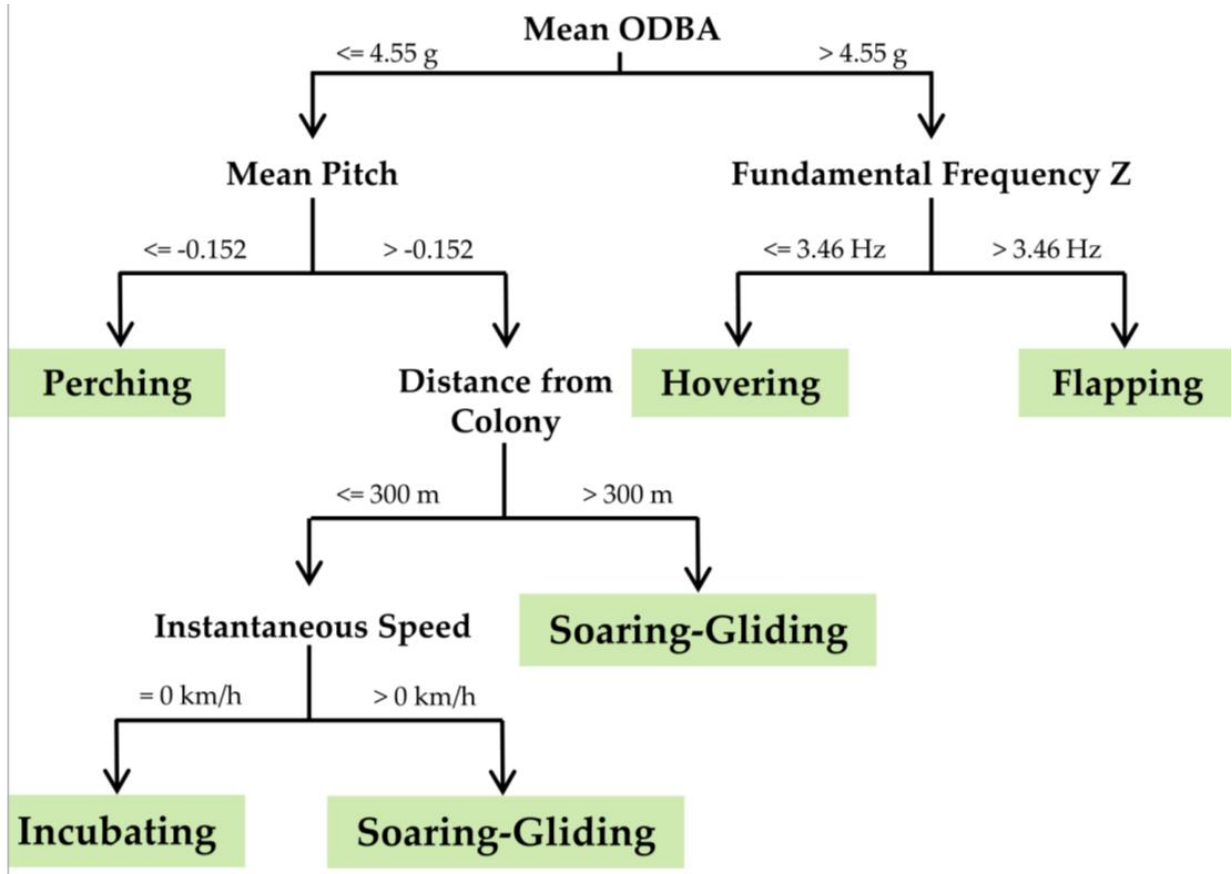 Mean ODBA
<= 4.55 g
> 4.55 g
Mean Pitch
Fundamental Frequency Z
<= -0.152
> -0.152
<= 3.46 Hz
> 3.46 Hz
Perching
Distance from
Colony
Hovering
Flapping
<= 300 m
> 300 m
Instantaneous Speed
Soaring-Gliding
= 0 km/h
> 0 km/h
Incubating
Soaring-Gliding